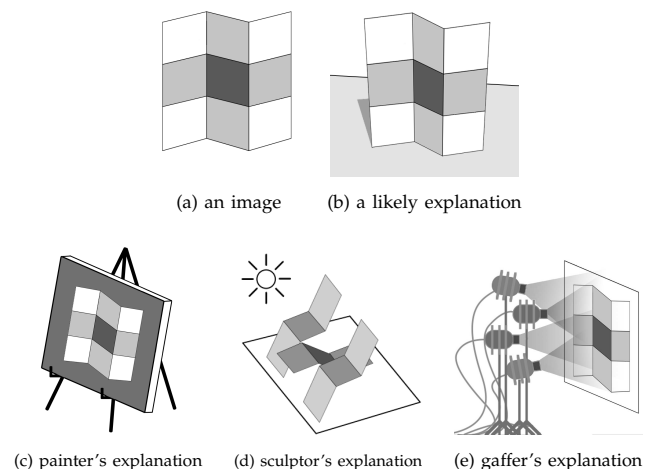 (a) an image
(b) a likely explanation
(c) painter's explanation
(d) sculptor's explanation
(e) gaffer's explanation